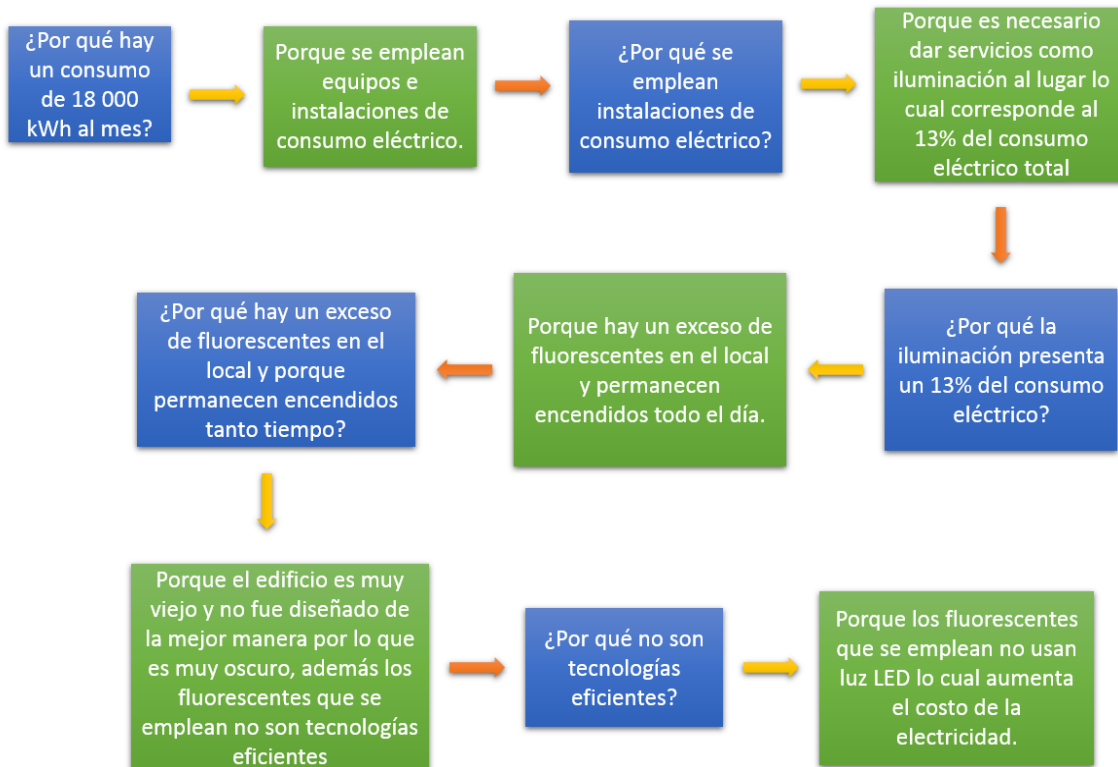 ¿Por qué hay
un consumo
de 18 000
kWh al mes?
Porque se emplean
equipos e
instalaciones de
consumo eléctrico.
¿Por qué se
emplean
instalaciones de
consumo eléctrico?
Porque es necesario
dar servicios como
iluminación al lugar lo
cual corresponde al
13% del consumo
eléctrico total
¿Por qué la
iluminación presenta
un 13% del consumo
eléctrico?
Porque hay un exceso de
fluorescentes en el local
y permanecen
encendidos todo el día.
¿Por qué hay un exceso
de fluorescentes en el
local y porque
permanecen encendidos
tanto tiempo?
Porque el edificio es muy
viejo y no fue diseñado de
la mejor manera por lo que
es muy oscuro, además los
fluorescentes que se
emplean no son tecnologías
eficientes
¿Por qué no son
tecnologías
eficientes?
Porque los fluorescentes
que se emplean no usan
luz LED lo cual aumenta
el costo de la
electricidad.